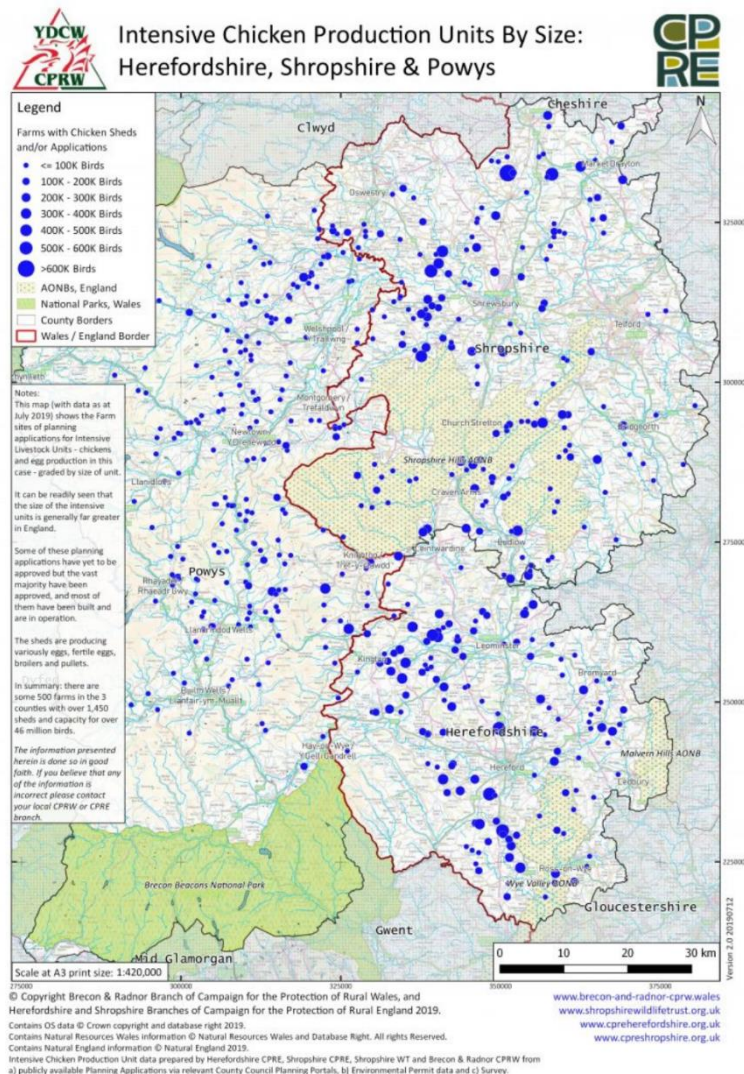 YDCW
CPRW
Intensive Chicken Production Units By Size:
Herefordshire, Shropshire & Powys
CP
RE
Legend
Farms with Chicken Sheds
and/or Applications
<= 100K Birds
100K - 200K Birds
200K - 300K Birds
300K - 400K Birds
400K - 500K Birds
500K - 600K Birds
>600K Birds
AONBs, England
National Parks, Wales
County Borders
Wales / England Border
Notes:
This map (with data as at
July 2019) shows the Farm
sites of planning
applications for Intensive
Livestock Units - chickens
and egg production in this
case - graded by size of unit.
It can be readily seen that
the size of the intensive
units is generally far greater
in England.
Some of these planning
applications have yet to be
approved but the vast
majority have been
approved, and most of
them have been built and
are in operation.
The sheds are producing
variously eggs, fertile eggs,
broilers and pullets.
In summary: there are
some 500 farms in the 3
counties with over 1,450
sheds and capacity for over
46 million birds.
The information presented
herein is done so in good
faith. If you believe that any
of the information is
incorrect please contact
your local CPRW or CPRE
branch.
Cheshire
N
Clwyd
Market Drayton
Oswestry
325000
Shrewsbury
Telford
Welshpool /
Y Trallwng
Shropshire
300000
Montgomery /
Trefaldwyn
Church Stretton
Newtown /
Y Drenewydd
Shropshire Hills AONB
Llanidloes
Craven Arms
Ludlow
275000
Leintwardine
Knighton /
Tref-y-Clawdd
Powys
Rhayader /
Rhaeadr Gwy
Llandrindod Wells
Leominster
Kington
Bromyard
Builth Wells /
Llanfair-ym-Muallt
250000
Herefordshire
Malvern Hills AONB
Hay-on-Wye /
Y Gelli Gandryll
Hereford
Ledbury
225000
Ross-on-Wye
Brecon Beacons National Park
Wye Valley AONB
Gloucestershire
Gwent
Mid Glamorgan
0 10 20 30 km
Scale at A3 print size: 1:420,000
275000 300000 325000 350000 375000
Version 2.0 20190712
© Copyright Brecon & Radnor Branch of Campaign for the Protection of Rural Wales, and
Herefordshire and Shropshire Branches of Campaign for the Protection of Rural England 2019.
Contains OS data © Crown copyright and database right 2019.
Contains Natural Resources Wales information © Natural Resources Wales and Database Right. All rights Reserved.
Contains Natural England information © Natural England 2019.
Intensive Chicken Production Unit data prepared by Herefordshire CPRE, Shropshire CPRE, Shropshire WT and Brecon & Radnor CPRW from
a) publicly available Planning Applications via relevant County Council Planning Portals, b) Environmental Permit data and c) Survey.
www.brecon-and-radnor-cprw.wales
www.shropshirewildlifetrust.org.uk
www.cpreherefordshire.org.uk
www.cpreshropshire.org.uk